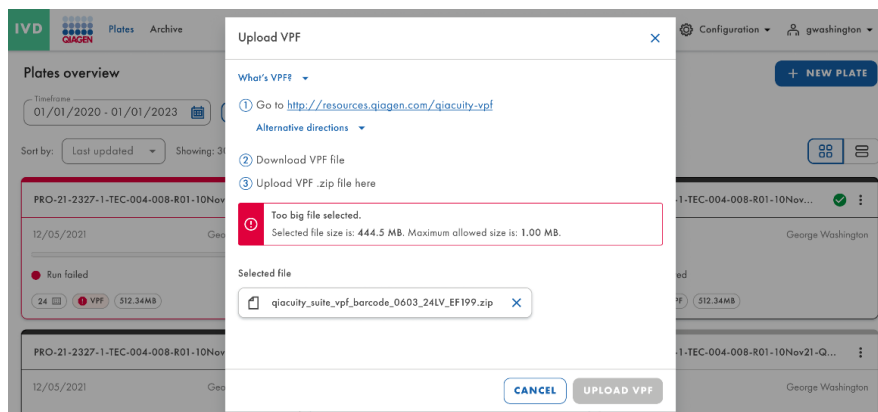 IVD
QIAGEN
Plates
Archive
Configuration
gwashington
Plates overview
+ NEW PLATE
Timeframe
01/01/2020 - 01/01/2023
Sort by:
Last updated
Showing:
PRO-21-2327-1-TEC-004-008-R01-10Nov
12/05/2021
Run failed
24
VPF
512.34MB
PRO-21-2327-1-TEC-004-008-R01-10Nov
12/05/2021
Upload VPF
What's VPF?
1 Go to http://resources.qiagen.com/qiacuity-vpf
Alternative directions
2 Download VPF file
3 Upload VPF .zip file here
Too big file selected.
Selected file size is: 444.5 MB. Maximum allowed size is: 1.00 MB.
Selected file
qiacuity_suite_vpf_barcode_0603_24LV_EF199.zip
CANCEL
UPLOAD VPF
-1-TEC-004-008-R01-10Nov...
George Washington
512.34MB
-1-TEC-004-008-R01-10Nov21-Q...
George Washington